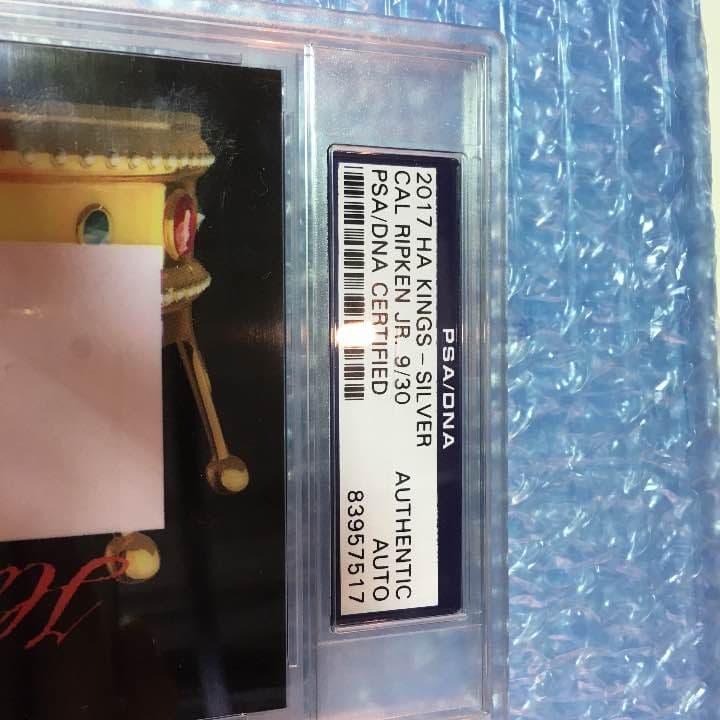 PSA/DNA
2017 HA KINGS – SILVER
CAL RIPKEN JR. 9/30
PSA/DNA CERTIFIED
AUTHENTIC
AUTO
83957517